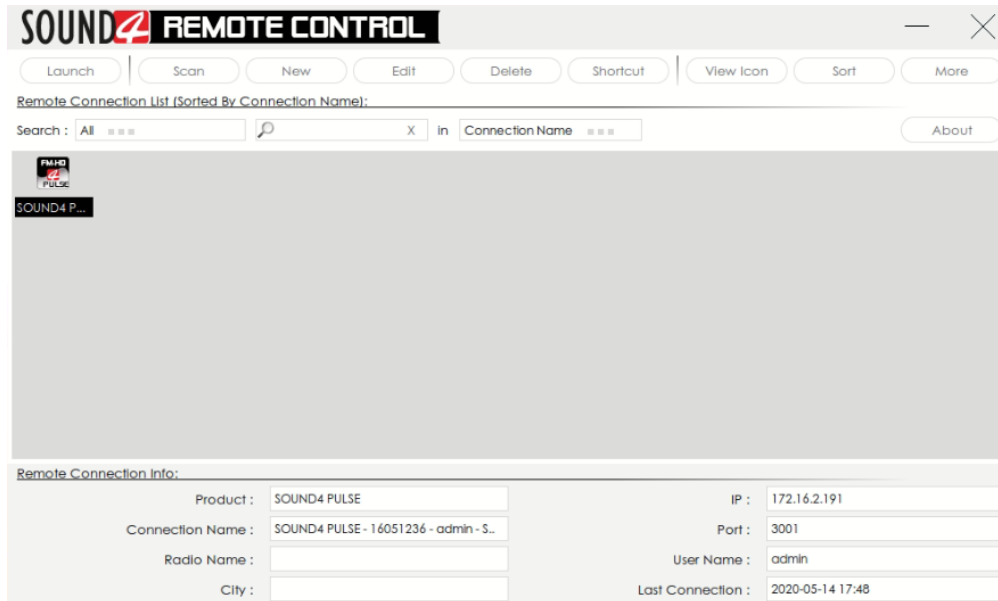 SOUND4 REMOTE CONTROL
Launch Scan New Edit Delete Shortcut View Icon Sort More
Remote Connection List (Sorted By Connection Name):
Search : All X in Connection Name About
FM-HD
4
PULSE
SOUND4 P...
Remote Connection Info:
Product : SOUND4 PULSE IP : 172.16.2.191
Connection Name : SOUND4 PULSE - 16051236 - admin - S.. Port : 3001
Radio Name : User Name : admin
City : Last Connection : 2020-05-14 17:48